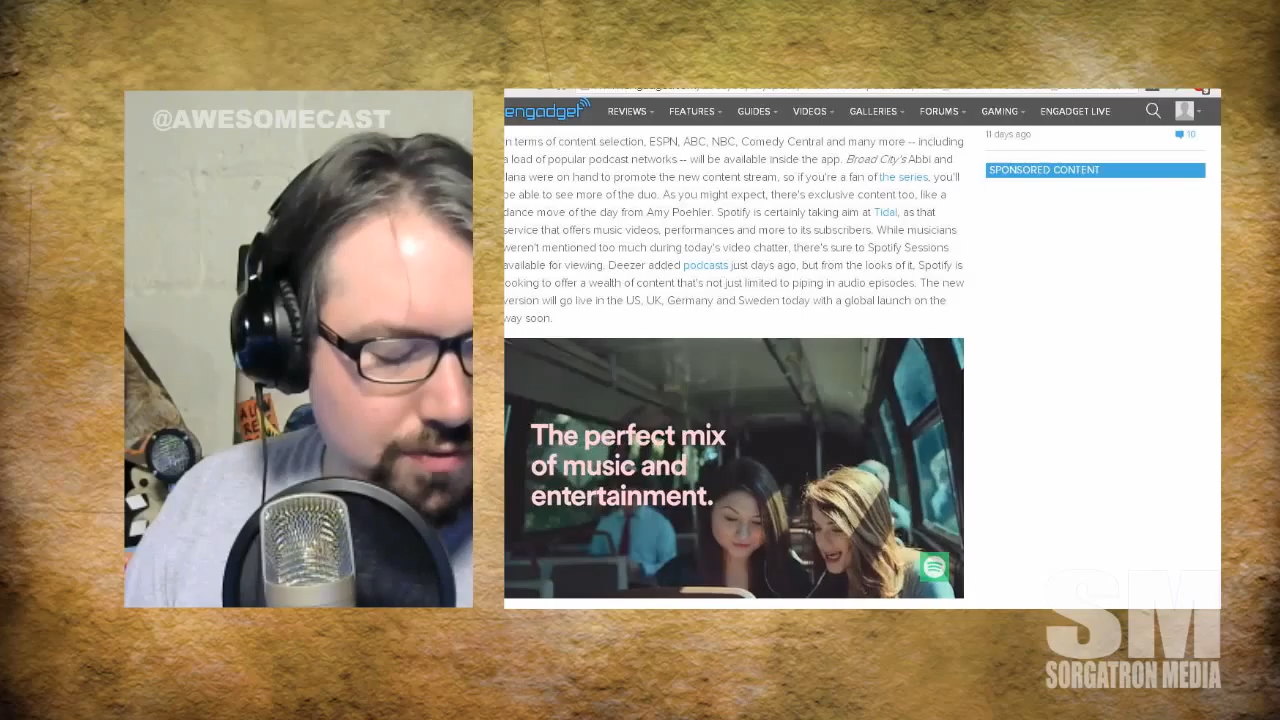 @AWESOMECAST
engadget
REVIEWS
FEATURES
GUIDES
VIDEOS
GALLERIES
FORUMS
GAMING
ENGADGET LIVE
n terms of content selection, ESPN, ABC, NBC, Comedy Central and many more -- including
a load of popular podcast networks -- will be available inside the app. Broad City's Abbi and
Ilana were on hand to promote the new content stream, so if you're a fan of the series, you'll
be able to see more of the duo. As you might expect, there's exclusive content too, like a
dance move of the day from Amy Poehler. Spotify is certainly taking aim at Tidal, as that
service that offers music videos, performances and more to its subscribers. While musicians
weren't mentioned too much during today's video chatter, there's sure to Spotify Sessions
available for viewing. Deezer added podcasts just days ago, but from the looks of it, Spotify is
ooking to offer a wealth of content that's not just limited to piping in audio episodes. The new
version will go live in the US, UK, Germany and Sweden today with a global launch on the
way soon.
11 days ago
10
SPONSORED CONTENT
The perfect mix
of music and
entertainment.
SM
SORGATRON MEDIA